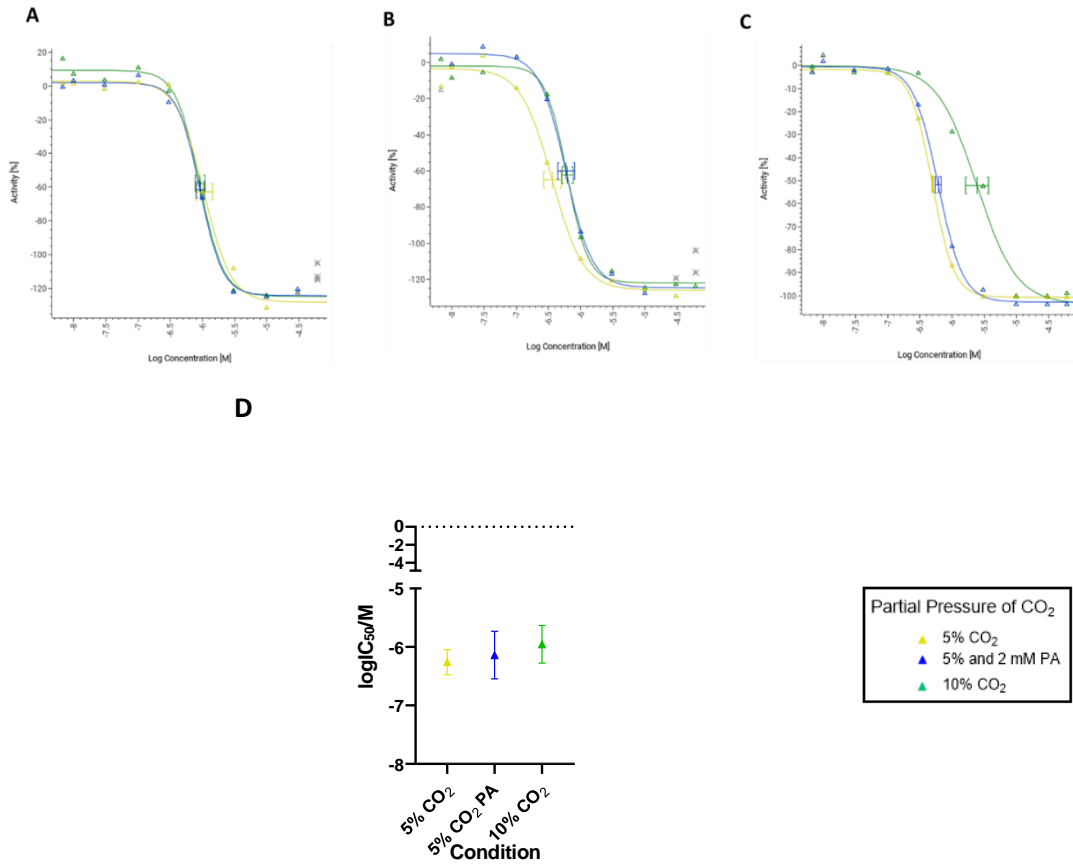 A
20
0
-20
-40
-60
-80
-100
-120
Activity [%]
-8 -7.5 -7 -6.5 -6 -5.5 -5 -4.5
Log Concentration [M]
B
0
-20
-40
-60
-80
-100
-120
Activity [%]
-8 -7.5 -7 -6.5 -6 -5.5 -5 -4.5
Log Concentration [M]
C
0
-10
-20
-30
-40
-50
-60
-70
-80
-90
-100
Activity [%]
-8 -7.5 -7 -6.5 -6 -5.5 -5 -4.5
Log Concentration [M]
D
0
-2
-4
-5
-6
-7
-8
logIC₅₀/M
5% CO₂ 5% CO₂ PA 10% CO₂
Condition
Partial Pressure of CO₂
5% CO₂
5% and 2 mM PA
10% CO₂